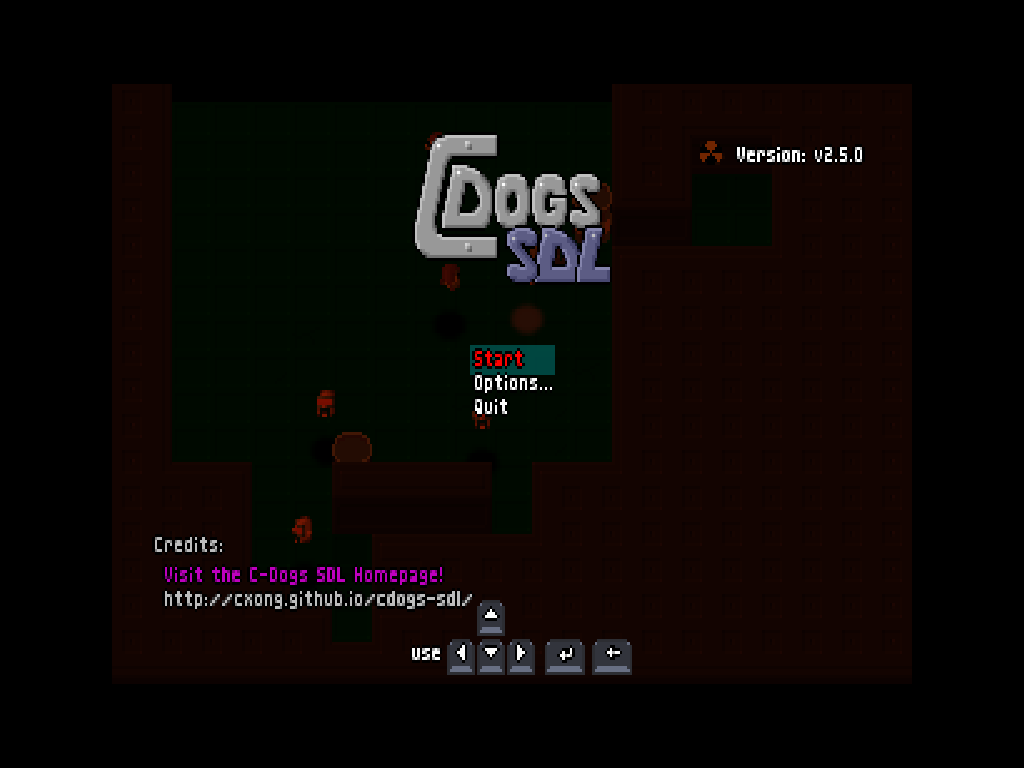 C DOGS
SDL
Version: v2.5.0
Start
Options...
Quit
Credits:
Visit the C-Dogs SDL Homepage!
http://cxong.github.io/cdogs-sdl/
use